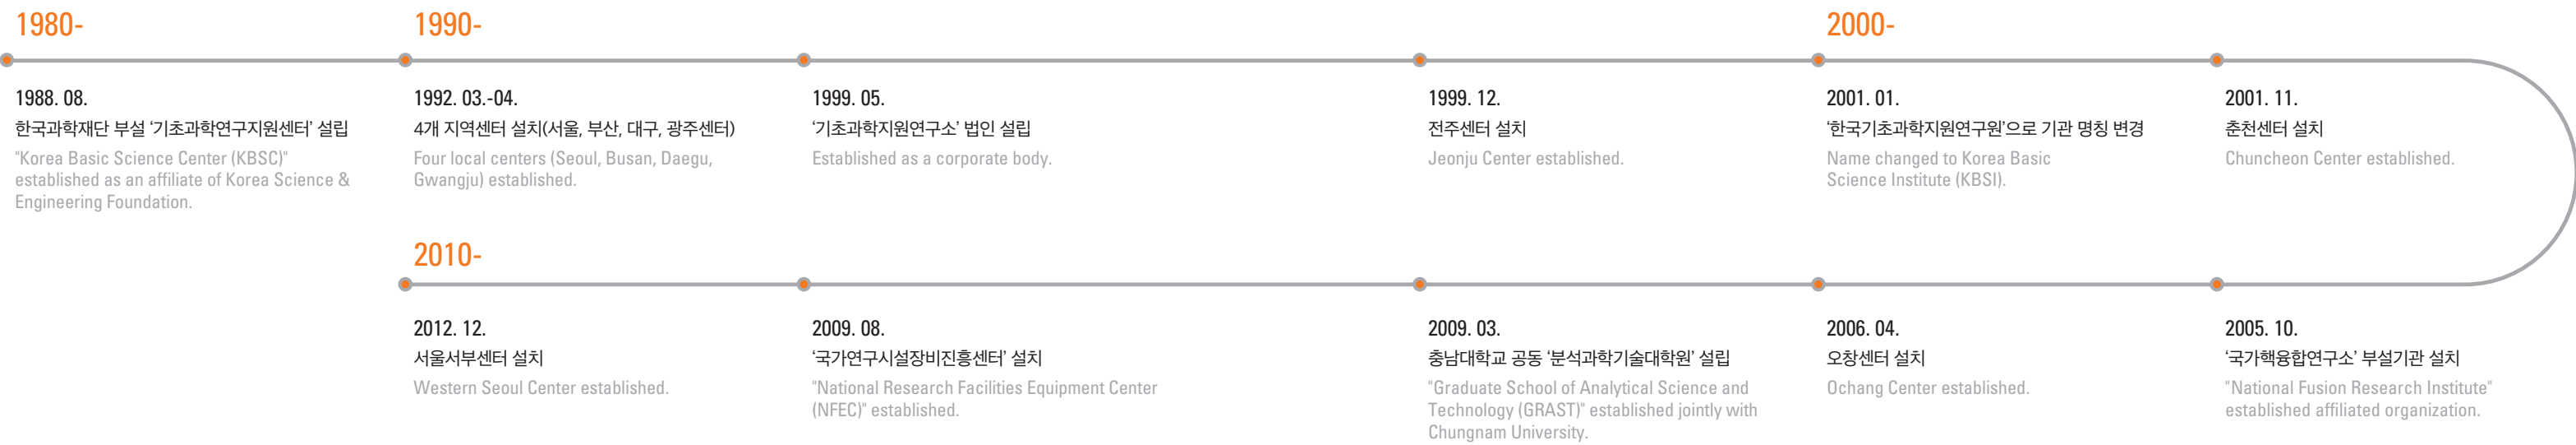 1980-
1988. 08.
한국과학재단 부설 ‘기초과학연구지원센터’ 설립
"Korea Basic Science Center (KBSC)"
established as an affiliate of Korea Science &
Engineering Foundation.
1990-
1992. 03.-04.
4개 지역센터 설치(서울, 부산, 대구, 광주센터)
Four local centers (Seoul, Busan, Daegu,
Gwangju) established.
1999. 05.
‘기초과학지원연구소’ 법인 설립
Established as a corporate body.
1999. 12.
전주센터 설치
Jeonju Center established.
2000-
2001. 01.
‘한국기초과학지원연구원’으로 기관 명칭 변경
Name changed to Korea Basic
Science Institute (KBSI).
2001. 11.
춘천센터 설치
Chuncheon Center established.
2010-
2012. 12.
서울서부센터 설치
Western Seoul Center established.
2009. 08.
‘국가연구시설장비진흥센터’ 설치
"National Research Facilities Equipment Center
(NFEC)" established.
2009. 03.
충남대학교 공동 ‘분석과학기술대학원’ 설립
"Graduate School of Analytical Science and
Technology (GRAST)" established jointly with
Chungnam University.
2006. 04.
오창센터 설치
Ochang Center established.
2005. 10.
‘국가핵융합연구소’ 부설기관 설치
"National Fusion Research Institute"
established affiliated organization.